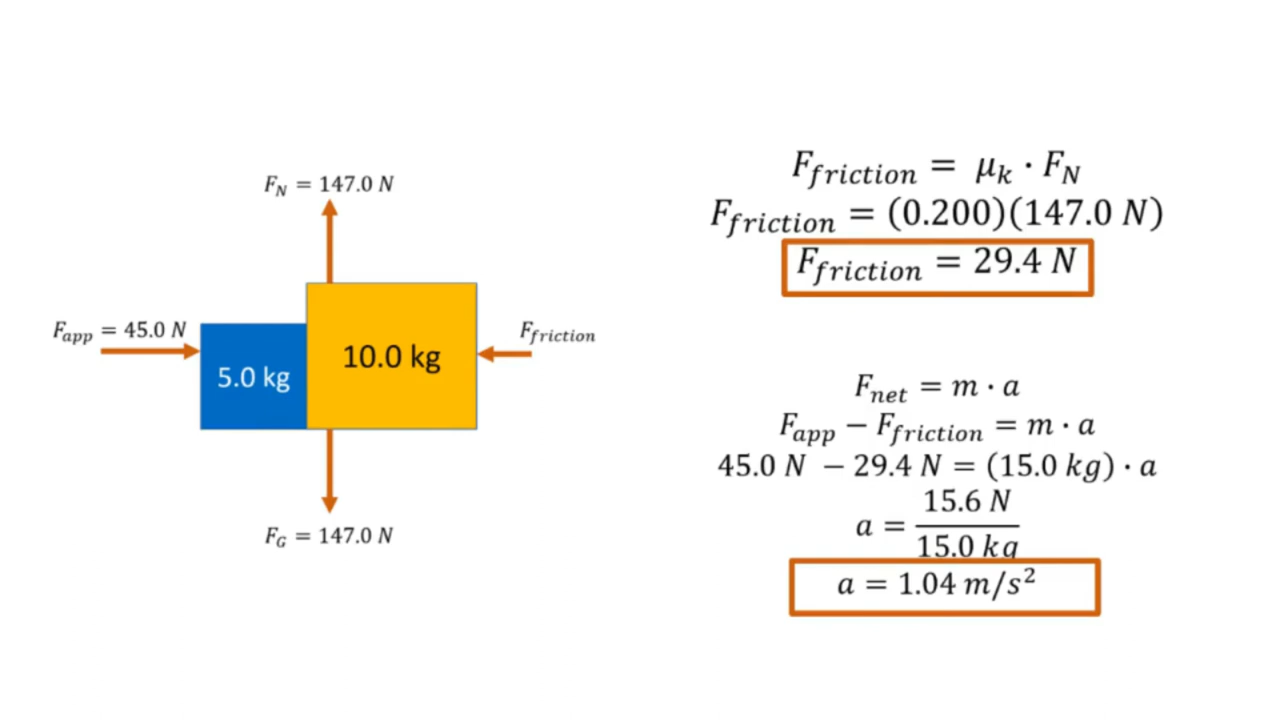 F_N = 147.0 N
F_app = 45.0 N
5.0 kg
10.0 kg
F_friction
F_G = 147.0 N
F_friction = μ_k · F_N
F_friction = (0.200)(147.0 N)
F_friction = 29.4 N
F_net = m · a
F_app − F_friction = m · a
45.0 N − 29.4 N = (15.0 kg) · a
a = 15.6 N / 15.0 kg
a = 1.04 m/s²